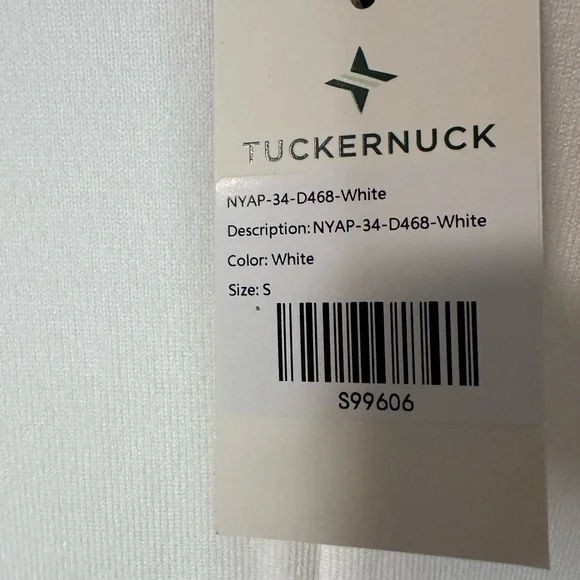 TUCKERNUCK
NYAP-34-D468-White
Description: NYAP-34-D468-White
Color: White
Size: S
S99606